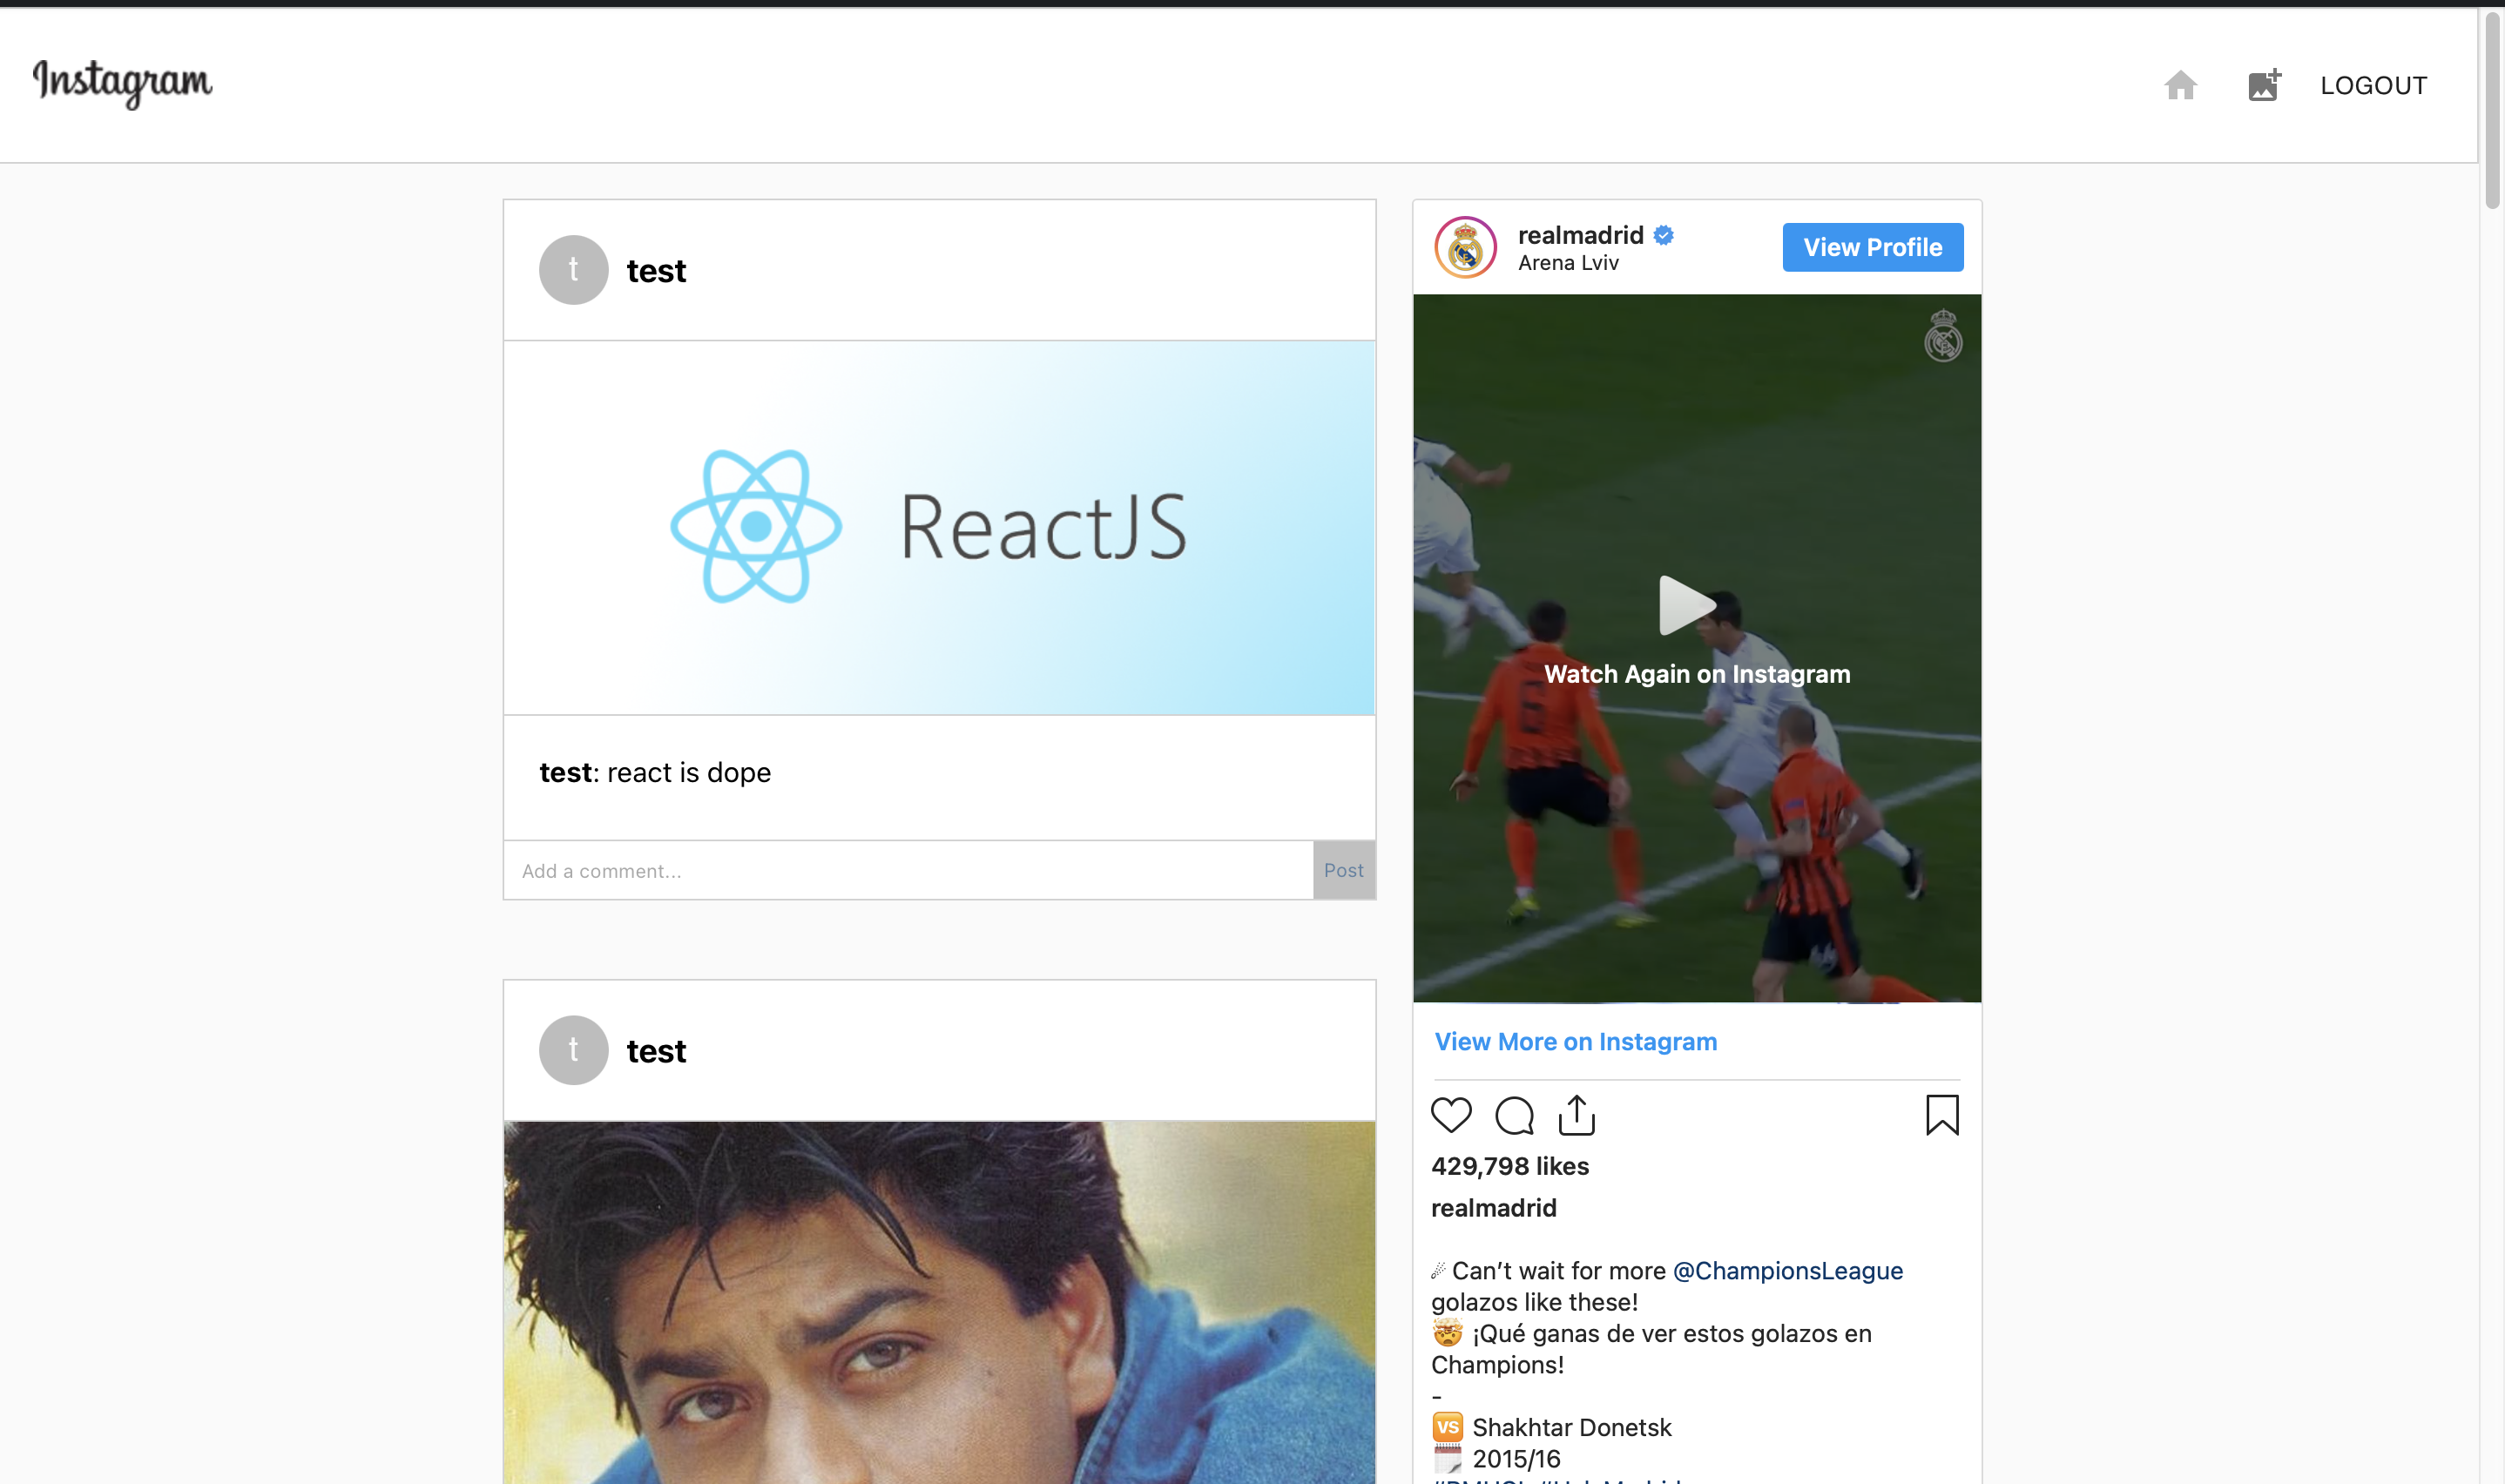 Instagram
LOGOUT
t
test
ReactJS
test: react is dope
Add a comment...
Post
t
test
realmadrid
Arena Lviv
View Profile
6
Watch Again on Instagram
View More on Instagram
429,798 likes
realmadrid
☄ Can’t wait for more @ChampionsLeague
golazos like these!
🤯 ¡Qué ganas de ver estos golazos en
Champions!
-
🆚 Shakhtar Donetsk
🗓 2015/16